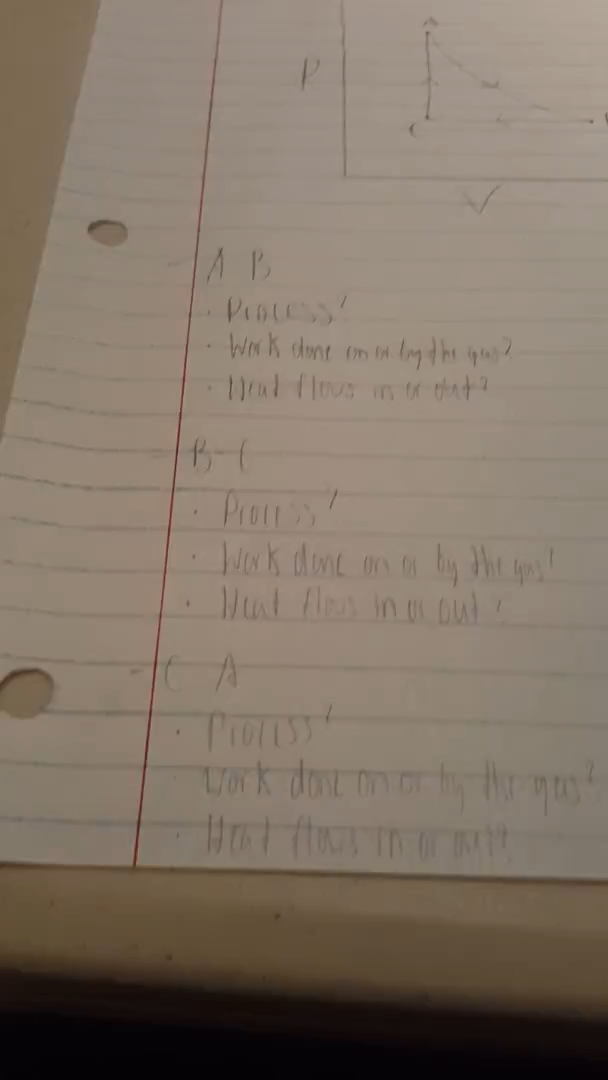 A
P
C
V
A B
• Process?
• Work done on or by the gas?
• Heat flows in or out?
B-C
• Process?
• Work done on or by the gas?
• Heat flows in or out?
- C A
• Process?
Work done on or by the gas?
• Heat flows in or out?